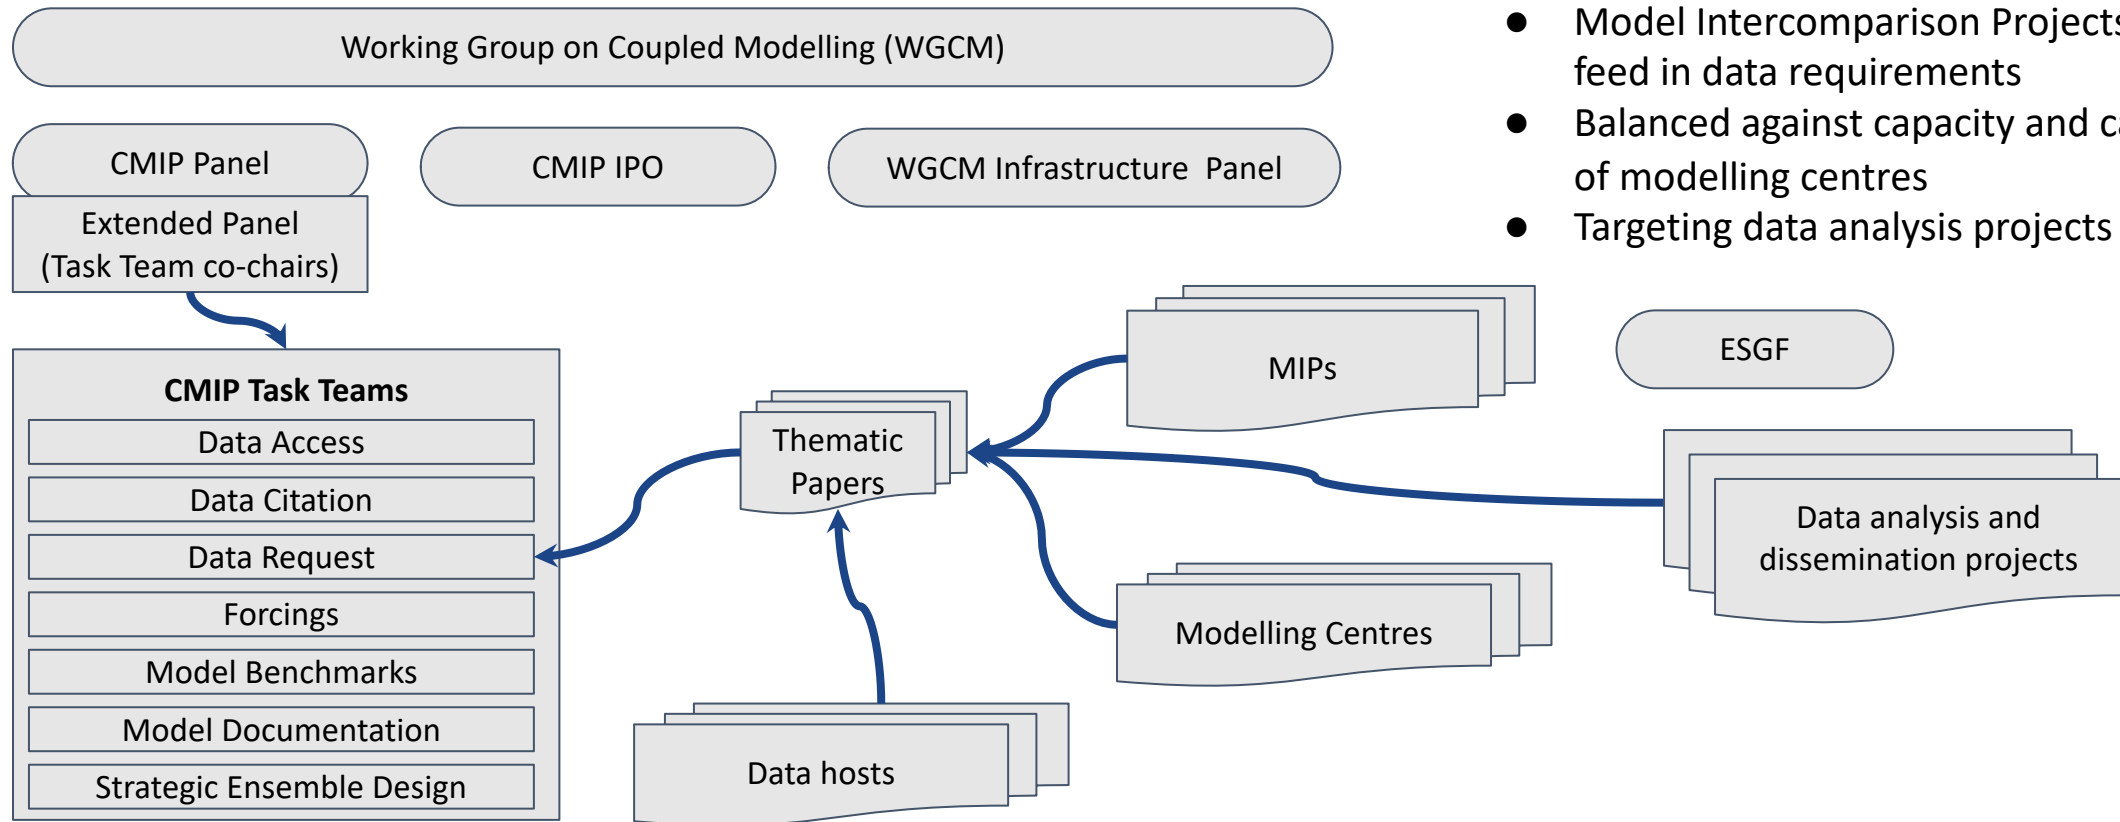 Working Group on Coupled Modelling (WGCM)
● Model Intercomparison Projects
feed in data requirements
● Balanced against capacity and
of modelling centres
● Targeting data analysis projects
CMIP Panel
CMIP IPO
WGCM Infrastructure Panel
Extended Panel
(Task Team co-chairs)
CMIP Task Teams
Data Access
Data Citation
Data Request
Forcings
Model Benchmarks
Model Documentation
Strategic Ensemble Design
Thematic
Papers
MIPs
ESGF
Data analysis and
dissemination projects
Modelling Centres
Data hosts